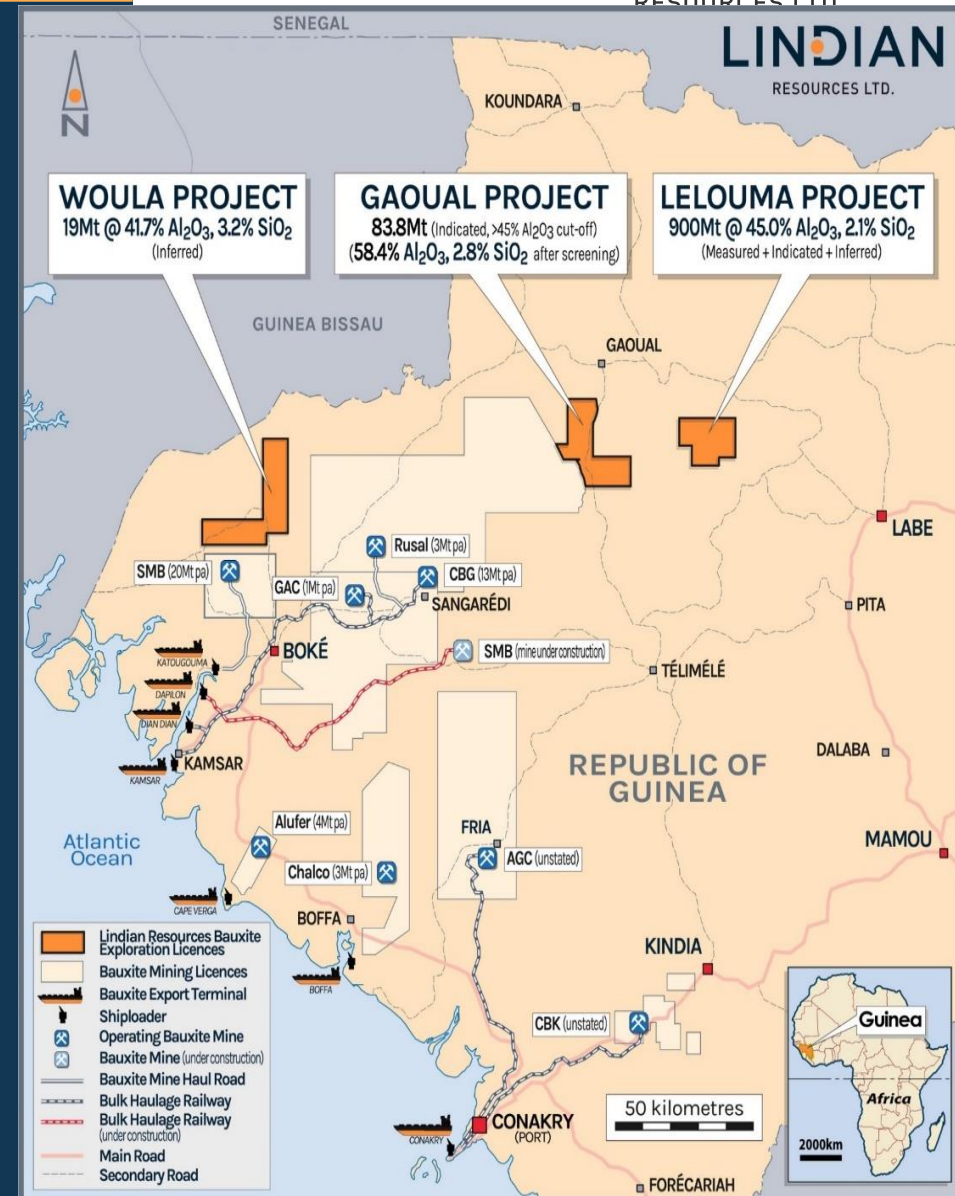 RESOURCES LTD.
SENEGAL
LINDIAN
RESOURCES LTD.
N
KOUNDARA
WOULA PROJECT
19Mt @ 41.7% Al₂O₃, 3.2% SiO₂
(Inferred)
GAOUAL PROJECT
83.8Mt (Indicated, >45% Al₂O₃ cut-off)
(58.4% Al₂O₃, 2.8% SiO₂ after screening)
LELOUMA PROJECT
900Mt @ 45.0% Al₂O₃, 2.1% SiO₂
(Measured + Indicated + Inferred)
GUINEA BISSAU
GAOUAL
LABE
Rusal (3Mt pa)
SMB (20Mt pa)
GAC (1Mt pa)
CBG (13Mt pa)
SANGARÉDI
PITA
BOKÉ
SMB (mine under construction)
KATOUGOUMA
TÉLIMÉLÉ
DAPILON
DIAN DIAN
KAMSAR
KAMSAR
DALABA
REPUBLIC OF
GUINEA
Atlantic
Ocean
Alufer (4Mt pa)
FRIA
MAMOU
Chalco (3Mt pa)
AGC (unstated)
CAPE VERGA
BOFFA
KINDIA
BOFFA
Lindian Resources Bauxite
Exploration Licences
Bauxite Mining Licences
Bauxite Export Terminal
Shiploader
Operating Bauxite Mine
Bauxite Mine (under construction)
Bauxite Mine Haul Road
Bulk Haulage Railway
Bulk Haulage Railway
(under construction)
Main Road
Secondary Road
CBK (unstated)
CONAKRY
CONAKRY
(PORT)
50 kilometres
FORÉCARIAH
Guinea
Africa
2000km